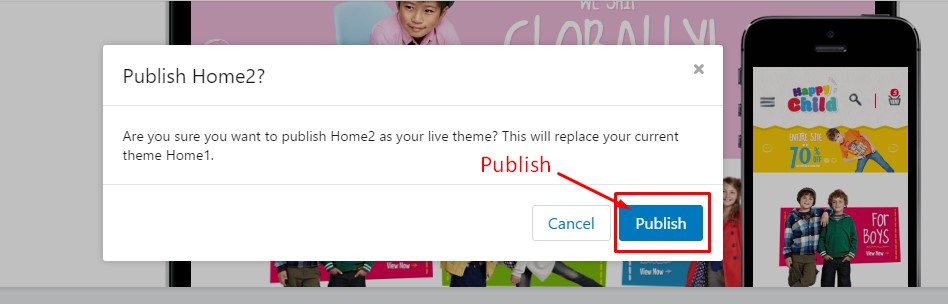 WE SHIP
GLOBALLY!
Publish Home2?
×
Are you sure you want to publish Home2 as your live theme? This will replace your current
theme Home1.
Publish
Cancel
Publish
Happy
Child
3
ENTIRE SITE
70%
FOR
BOYS
View Now
View Now
View Now